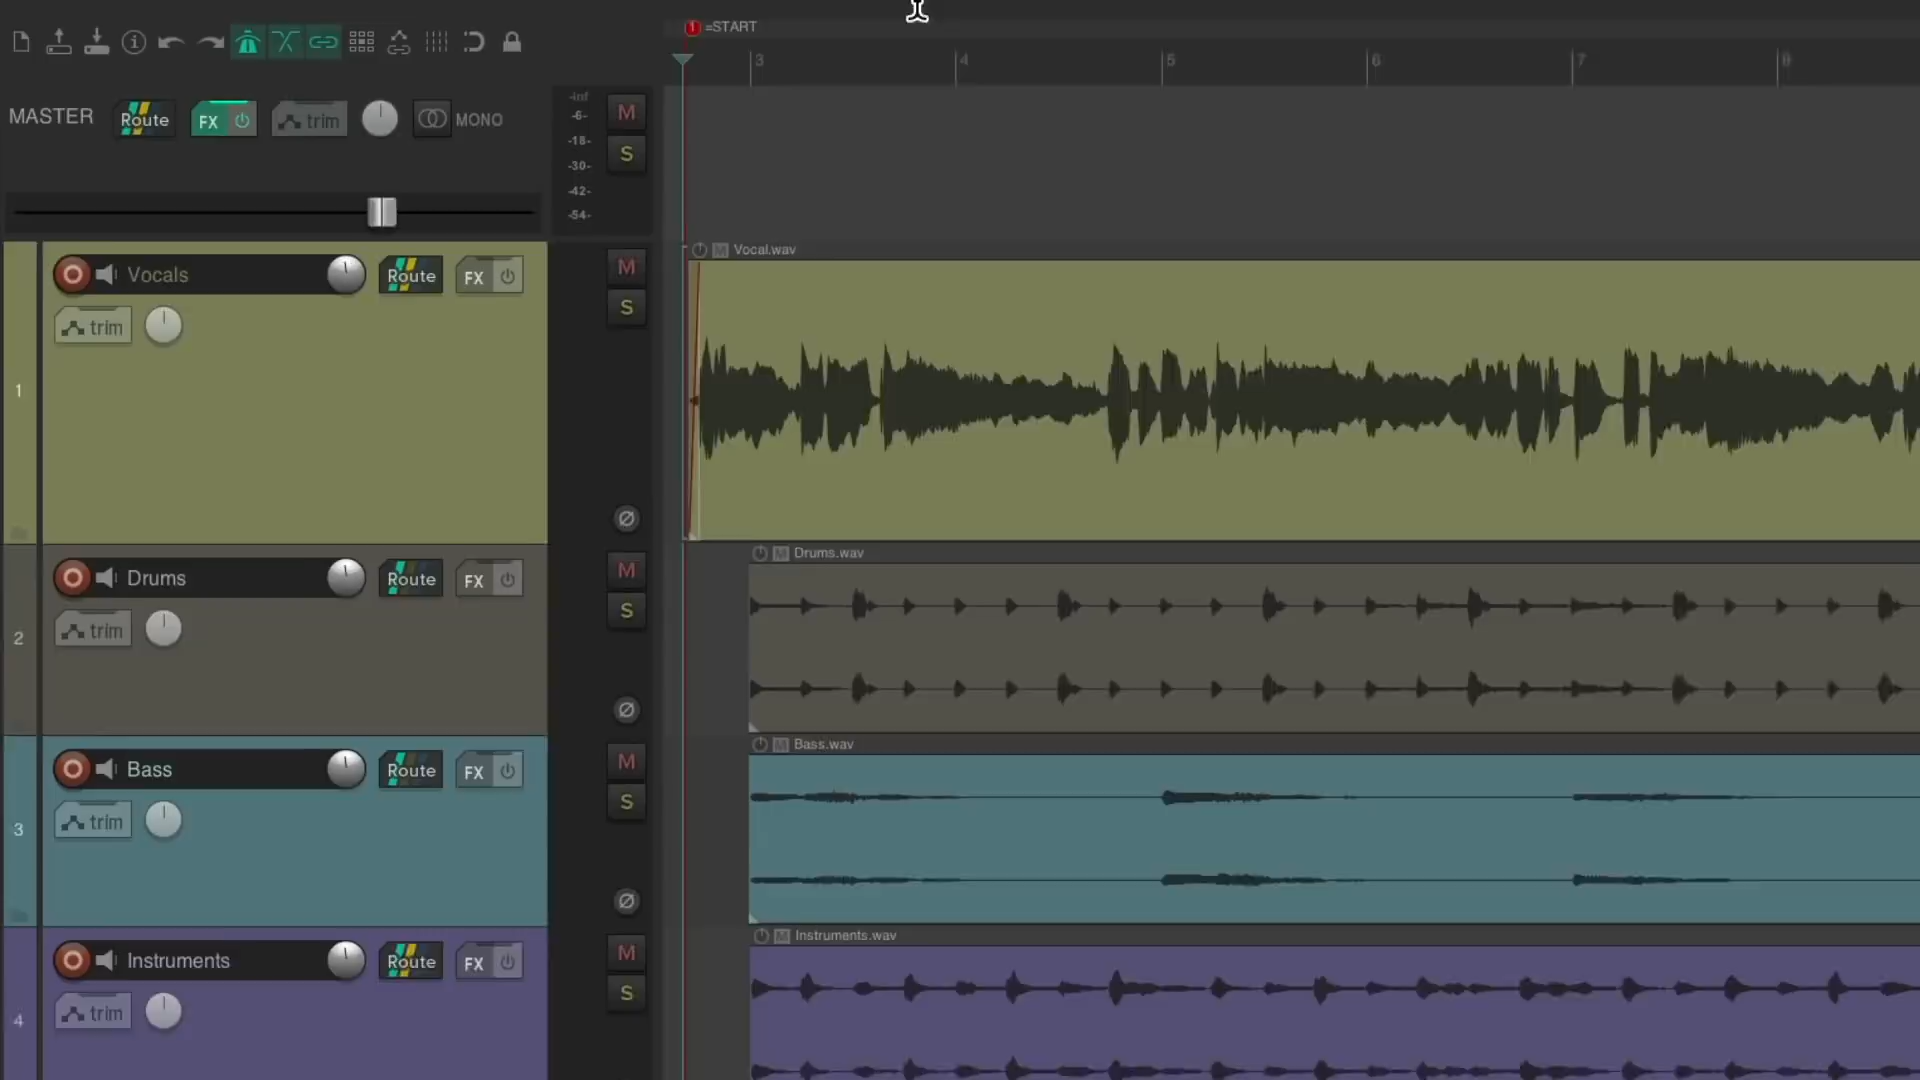 1 =START
3 4 5 6 7
MASTER Route FX trim MONO
-inf
-6-
-18-
-30-
-42-
-54-
M
S
Vocal.wav
1
Vocals Route FX
trim
M
S
Drums.wav
2
Drums Route FX
trim
M
S
Bass.wav
3
Bass Route FX
trim
M
S
Instruments.wav
4
Instruments Route FX
trim
M
S